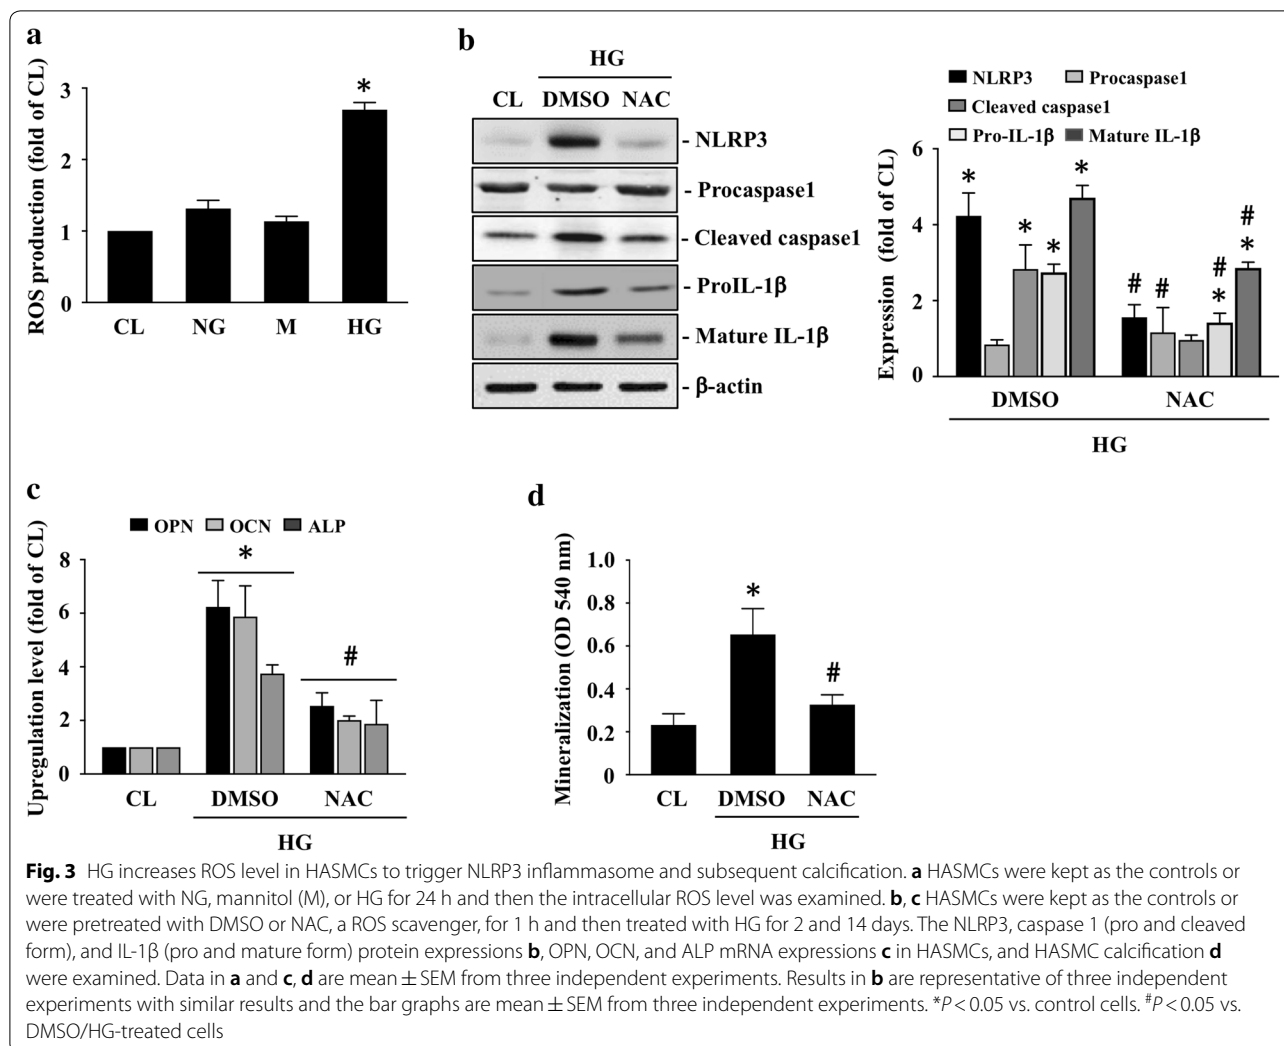 a
ROS production (fold of CL)
3
2
1
0
*
CL NG M HG
b
HG
CL DMSO NAC
- NLRP3
- Procaspase1
- Cleaved caspase1
- ProIL-1β
- Mature IL-1β
- β-actin
NLRP3 Procaspase1
Cleaved caspase1
Pro-IL-1β Mature IL-1β
Expression (fold of CL)
6
4
2
0
* * * *
# # # * # *
DMSO NAC
HG
c
OPN OCN ALP
Upregulation level (fold of CL)
8
6
4
2
0
*
#
CL DMSO NAC
HG
d
Mineralization (OD 540 nm)
1.0
0.8
0.6
0.4
0.2
0
*
#
CL DMSO NAC
HG
Fig. 3 HG increases ROS level in HASMCs to trigger NLRP3 inflammasome and subsequent calcification. a HASMCs were kept as the controls or
were treated with NG, mannitol (M), or HG for 24 h and then the intracellular ROS level was examined. b, c HASMCs were kept as the controls or
were pretreated with DMSO or NAC, a ROS scavenger, for 1 h and then treated with HG for 2 and 14 days. The NLRP3, caspase 1 (pro and cleaved
form), and IL-1β (pro and mature form) protein expressions b, OPN, OCN, and ALP mRNA expressions c in HASMCs, and HASMC calcification d
were examined. Data in a and c, d are mean ± SEM from three independent experiments. Results in b are representative of three independent
experiments with similar results and the bar graphs are mean ± SEM from three independent experiments. *P < 0.05 vs. control cells. #P < 0.05 vs.
DMSO/HG-treated cells